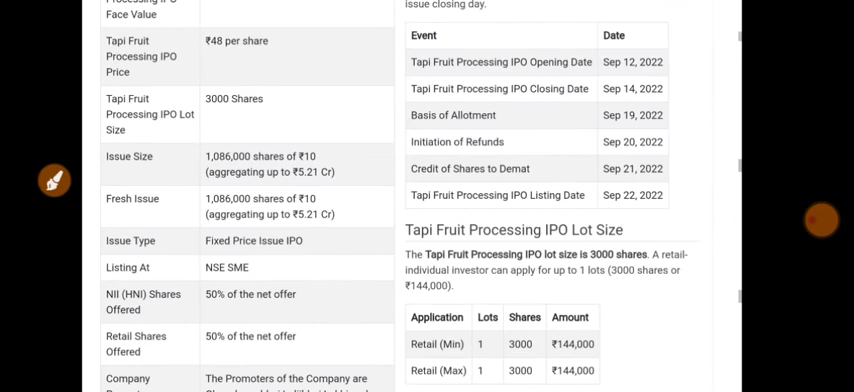 Processing IPO
Face Value
Tapi Fruit
Processing IPO
Price
₹48 per share
Tapi Fruit
Processing IPO Lot
Size
3000 Shares
Issue Size
1,086,000 shares of ₹10
(aggregating up to ₹5.21 Cr)
Fresh Issue
1,086,000 shares of ₹10
(aggregating up to ₹5.21 Cr)
Issue Type
Fixed Price Issue IPO
Listing At
NSE SME
NII (HNI) Shares
Offered
50% of the net offer
Retail Shares
Offered
50% of the net offer
Company
The Promoters of the Company are
issue closing day.
Event Date
Tapi Fruit Processing IPO Opening Date Sep 12, 2022
Tapi Fruit Processing IPO Closing Date Sep 14, 2022
Basis of Allotment Sep 19, 2022
Initiation of Refunds Sep 20, 2022
Credit of Shares to Demat Sep 21, 2022
Tapi Fruit Processing IPO Listing Date Sep 22, 2022
Tapi Fruit Processing IPO Lot Size
The Tapi Fruit Processing IPO lot size is 3000 shares. A retail-
individual investor can apply for up to 1 lots (3000 shares or
₹144,000).
Application Lots Shares Amount
Retail (Min) 1 3000 ₹144,000
Retail (Max) 1 3000 ₹144,000